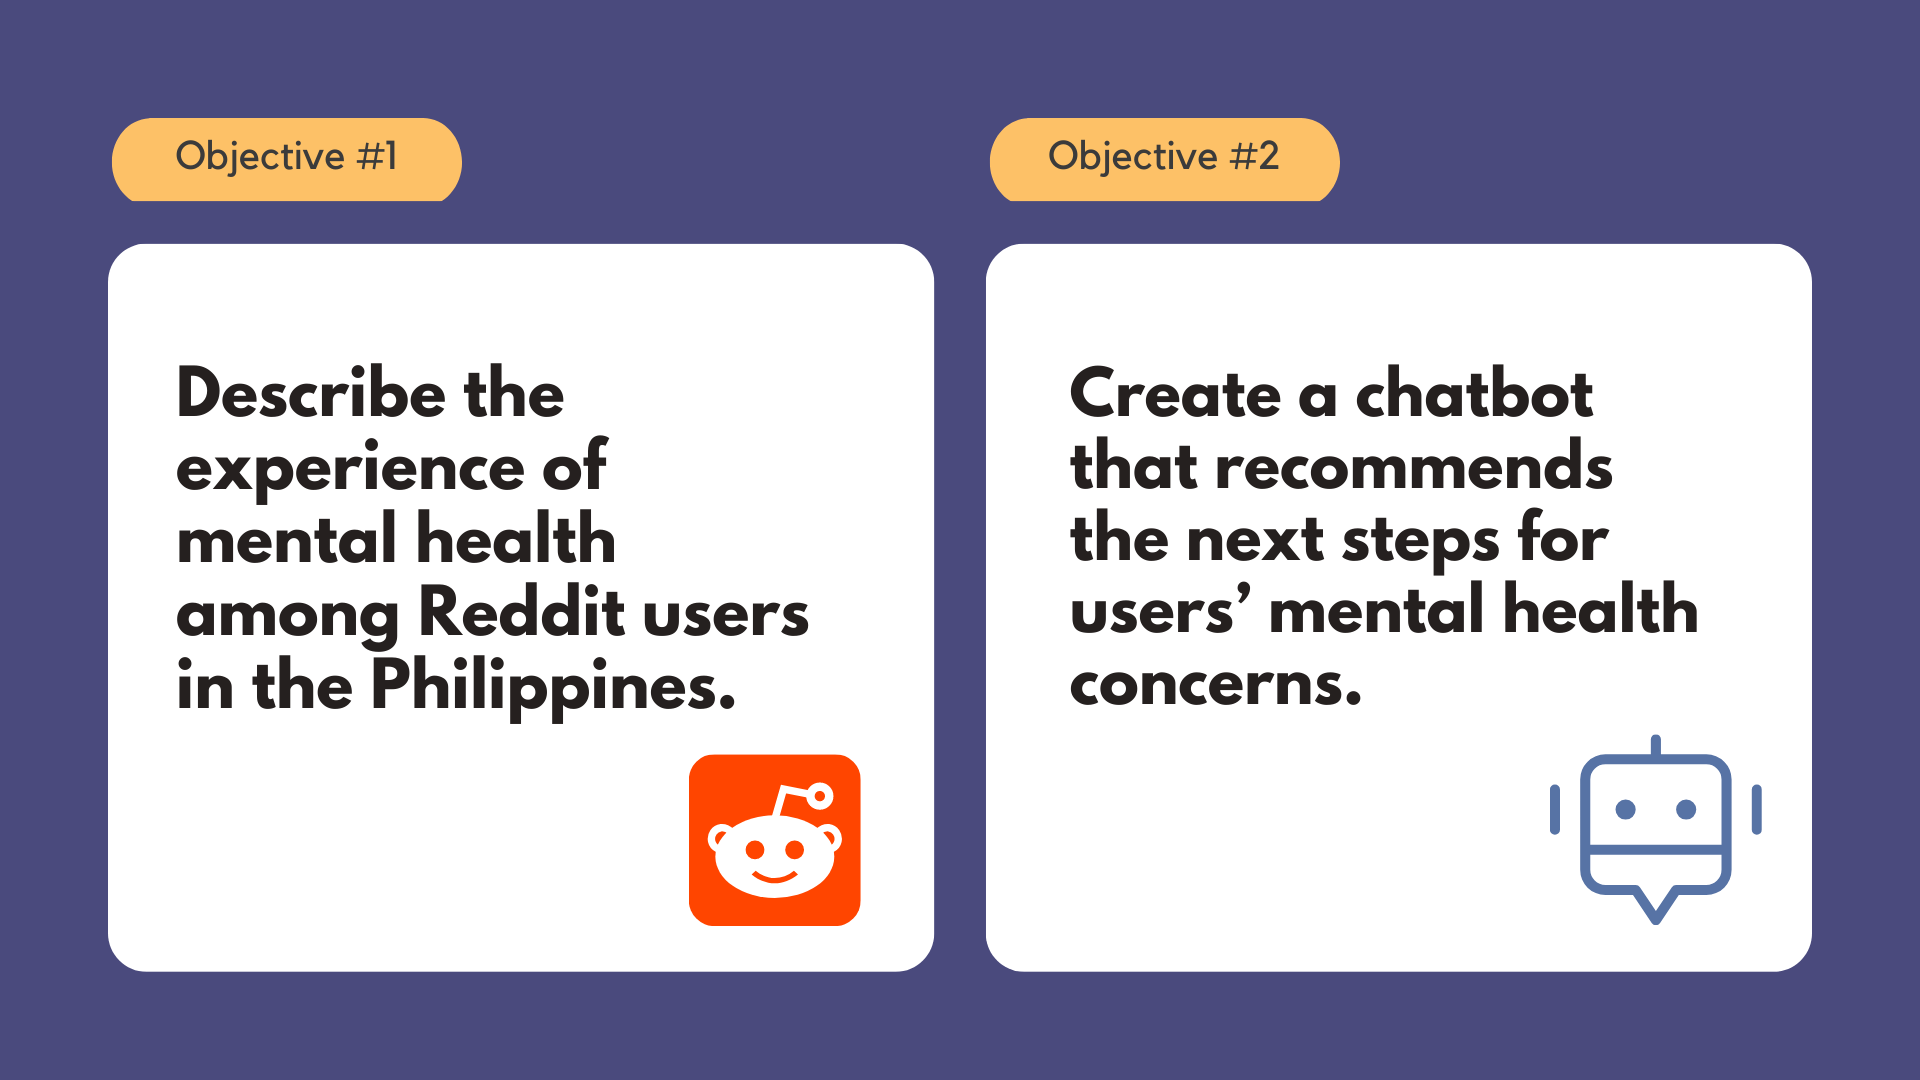 Objective #1
Describe the
experience of
mental health
among Reddit users
in the Philippines.
Objective #2
Create a chatbot
that recommends
the next steps for
users’ mental health
concerns.